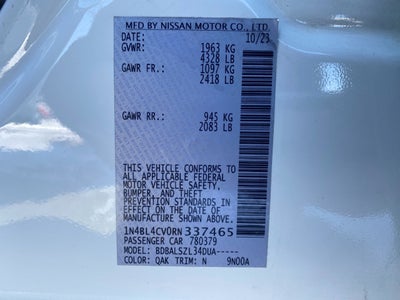 MFD BY NISSAN MOTOR CO., LTD.
DATE: 10/23
GVWR: 1963 KG
4328 LB
GAWR FR.: 1097 KG
2418 LB
GAWR RR.: 945 KG
2083 LB
THIS VEHICLE CONFORMS TO
ALL APPLICABLE FEDERAL
MOTOR VEHICLE SAFETY,
BUMPER, AND THEFT
PREVENTION STANDARDS IN
EFFECT ON THE DATE OF
MANUFACTURE SHOWN ABOVE.
1N4BL4CV0RN337465
PASSENGER CAR 780379
MODEL: BDBALSZL34DUA-----
COLOR: QAK TRIM: N 9N00A